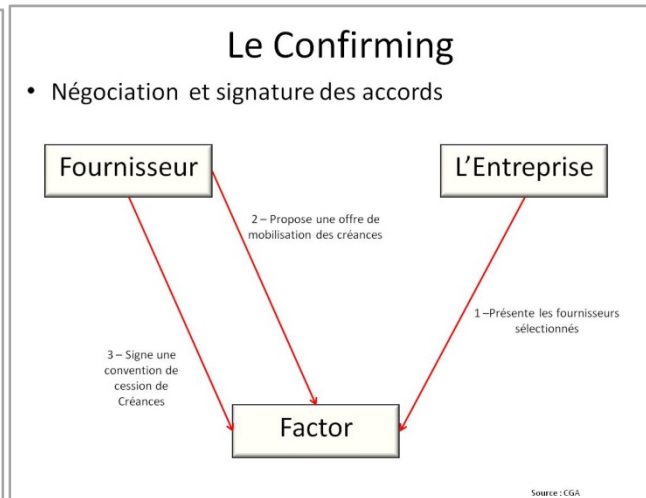 Le Confirming
• Négociation et signature des accords
Fournisseur
L'Entreprise
2 – Propose une offre de
mobilisation des créances
1 –Présente les fournisseurs
sélectionnés
3 – Signe une
convention de
cession de
Créances
Factor
Source : CGA